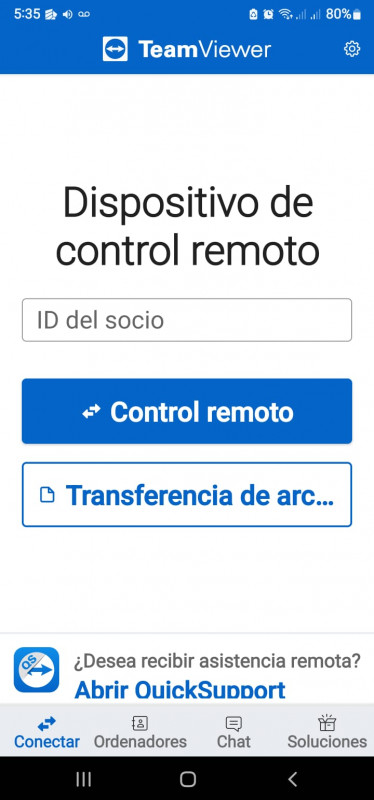 5:35 80%
TeamViewer
Dispositivo de
control remoto
ID del socio
Control remoto
Transferencia de arc...
QS
¿Desea recibir asistencia remota?
Abrir QuickSupport
Conectar Ordenadores Chat Soluciones